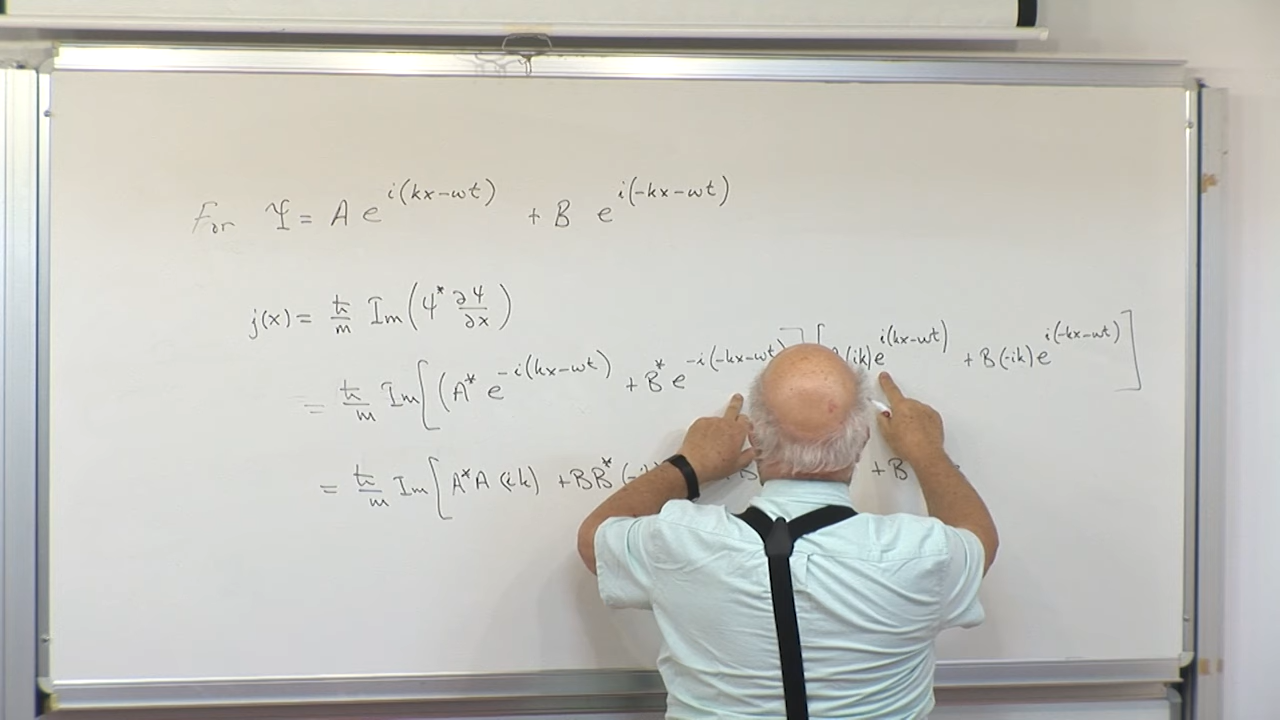 For Ψ = A e^{i(kx-ωt)} + B e^{i(-kx-ωt)}
j(x) = ħ/m Im(ψ* ∂ψ/∂x)
= ħ/m Im[(A* e^{-i(kx-ωt)} + B* e^{-i(-kx-ωt)} ] [ (ik)e^{i(kx-ωt)} + B(-ik)e^{i(-kx-ωt)} ]
= ħ/m Im[A*A (ik) + BB* (-i + B